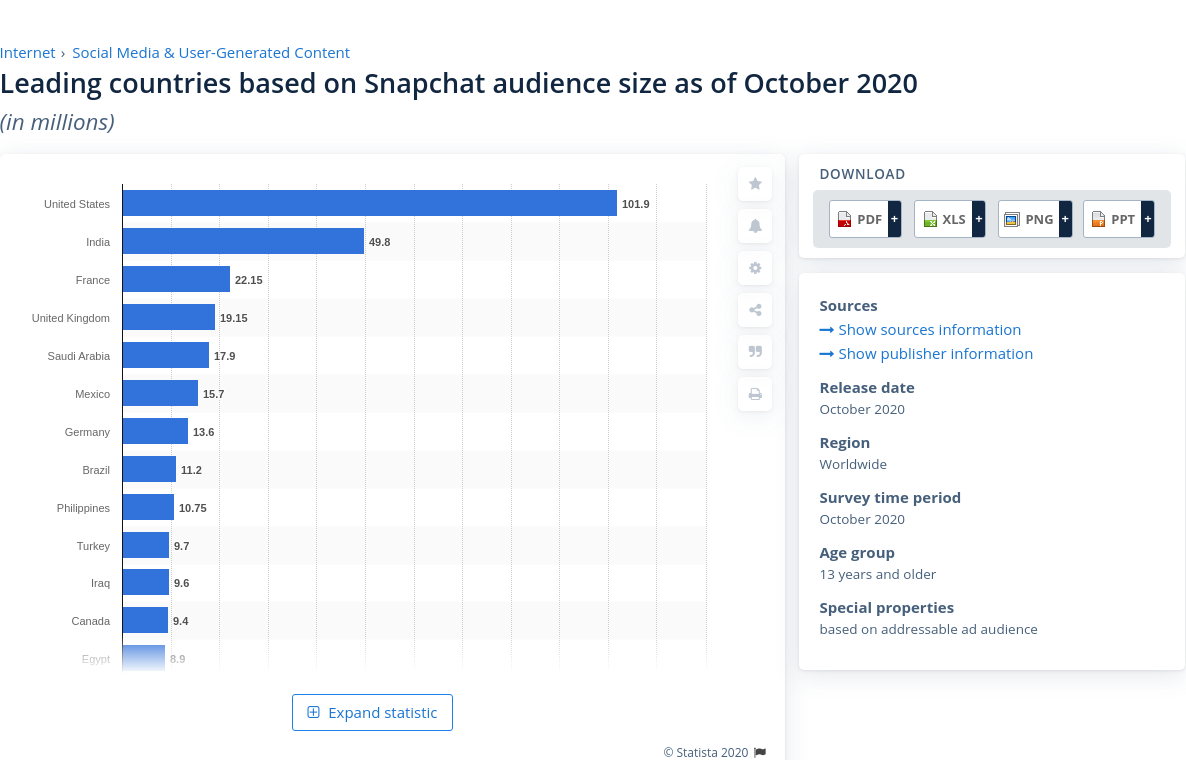 Internet › Social Media & User-Generated Content
Leading countries based on Snapchat audience size as of October 2020
(in millions)
United States 101.9
India 49.8
France 22.15
United Kingdom 19.15
Saudi Arabia 17.9
Mexico 15.7
Germany 13.6
Brazil 11.2
Philippines 10.75
Turkey 9.7
Iraq 9.6
Canada 9.4
Egypt 8.9
Expand statistic
© Statista 2020
DOWNLOAD
PDF + XLS + PNG + PPT +
Sources
Show sources information
Show publisher information
Release date
October 2020
Region
Worldwide
Survey time period
October 2020
Age group
13 years and older
Special properties
based on addressable ad audience